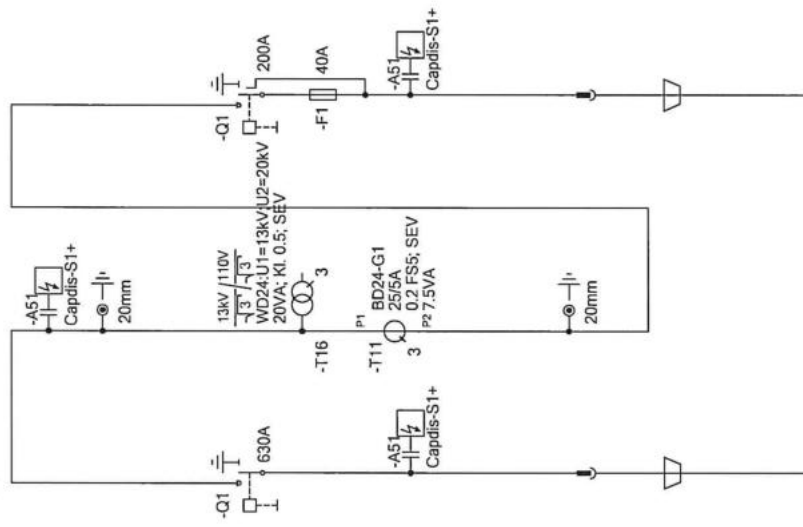 -Q1
630A
-A51
Capdis-S1+
-A51
Capdis-S1+
20mm
13kV / 110V
3 3
WD24:U1=13kV;U2=20kV
20VA; Kl. 0.5; SEV
3
-T16
P1
-T11
3
BD24-G1
25/5A
0.2 FS5; SEV
P2 7.5VA
20mm
-Q1
200A
-F1
40A
-A51
Capdis-S1+